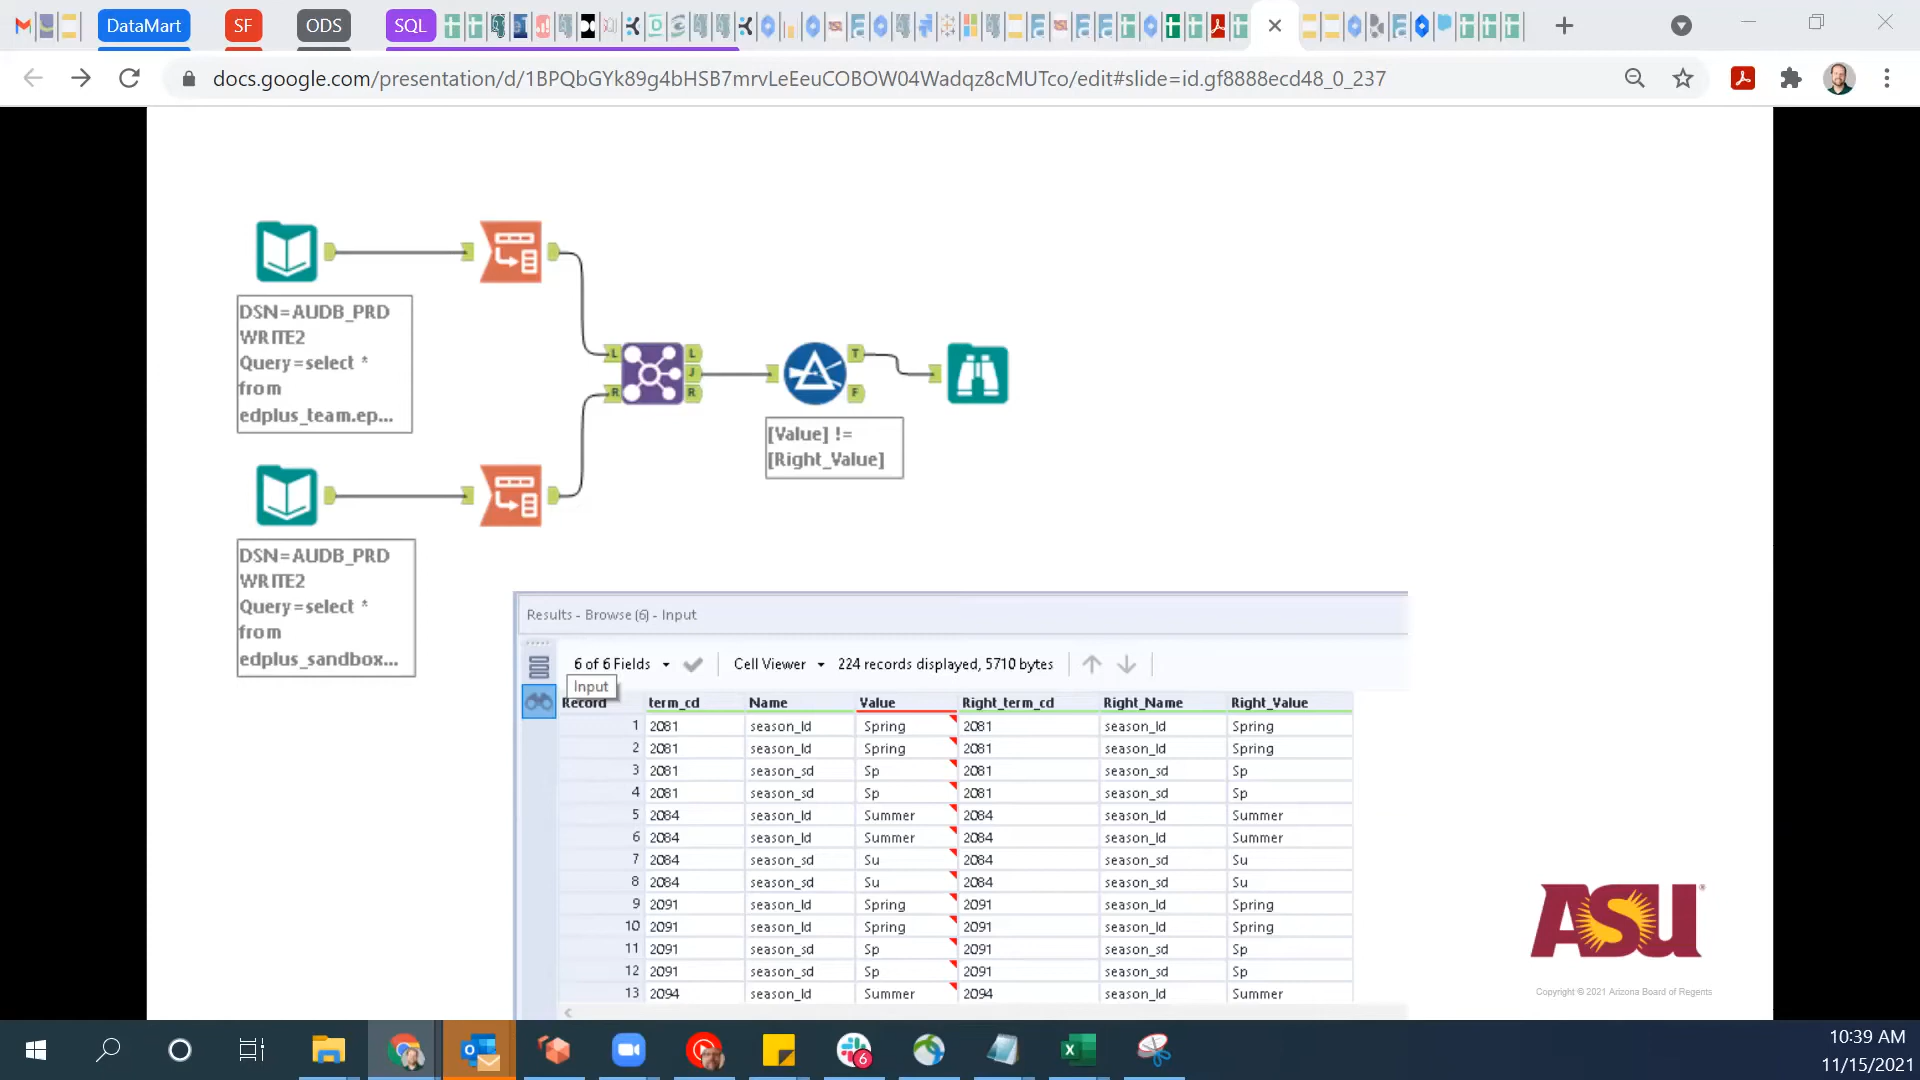 DataMart SF ODS SQL
docs.google.com/presentation/d/1BPQbGYk89g4bHSB7mrvLeEeuCOBOW04Wadqz8cMUTco/edit#slide=id.gf8888ecd48_0_237
DSN=AUDB_PRD
WRITE2
Query=select *
from
edplus_team.ep...
L
R
L
J
R
T
F
[Value] !=
[Right_Value]
DSN=AUDB_PRD
WRITE2
Query=select *
from
edplus_sandbox...
Results - Browse (6) - Input
6 of 6 Fields Cell Viewer 224 records displayed, 5710 bytes
Input
Record term_cd Name Value Right_term_cd Right_Name Right_Value
1 2081 season_ld Spring 2081 season_ld Spring
2 2081 season_ld Spring 2081 season_ld Spring
3 2081 season_sd Sp 2081 season_sd Sp
4 2081 season_sd Sp 2081 season_sd Sp
5 2084 season_ld Summer 2084 season_ld Summer
6 2084 season_ld Summer 2084 season_ld Summer
7 2084 season_sd Su 2084 season_sd Su
8 2084 season_sd Su 2084 season_sd Su
9 2091 season_ld Spring 2091 season_ld Spring
10 2091 season_ld Spring 2091 season_ld Spring
11 2091 season_sd Sp 2091 season_sd Sp
12 2091 season_sd Sp 2091 season_sd Sp
13 2094 season_ld Summer 2094 season_ld Summer
ASU
Copyright © 2021 Arizona Board of Regents
6
10:39 AM
11/15/2021